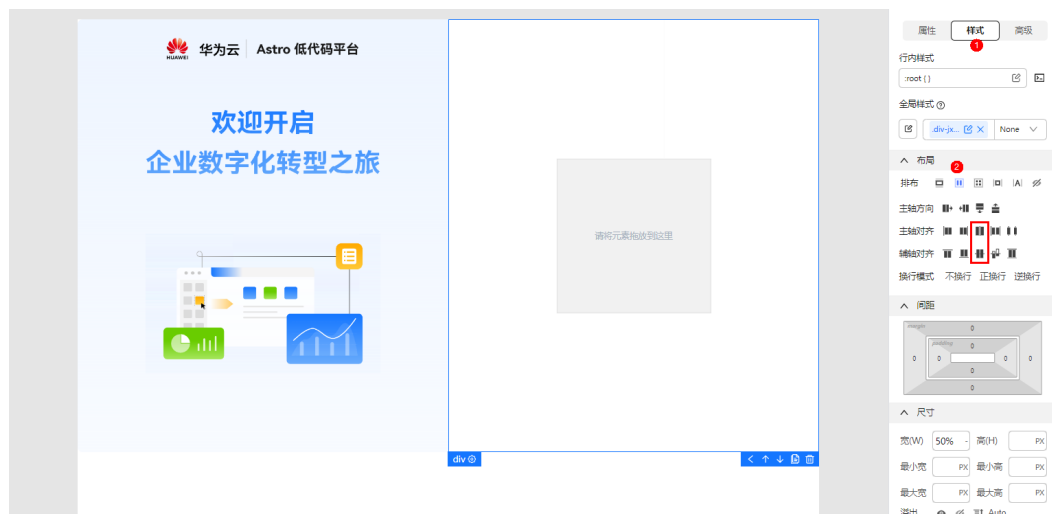 HUAWEI 华为云 Astro 低代码平台
欢迎开启
企业数字化转型之旅
请将元素拖放到这里
div
属性 样式 高级
1
行内样式
:root { }
全局样式
.div-jx... None
布局
2
排布
主轴方向
主轴对齐
辅轴对齐
换行模式 不换行 正换行 逆换行
间距
margin 0
padding 0
0 0 0 0
0
0
尺寸
宽(W) 50% - 高(H) PX
最小宽 PX 最小高 PX
最大宽 PX 最大高 PX
溢出 Auto